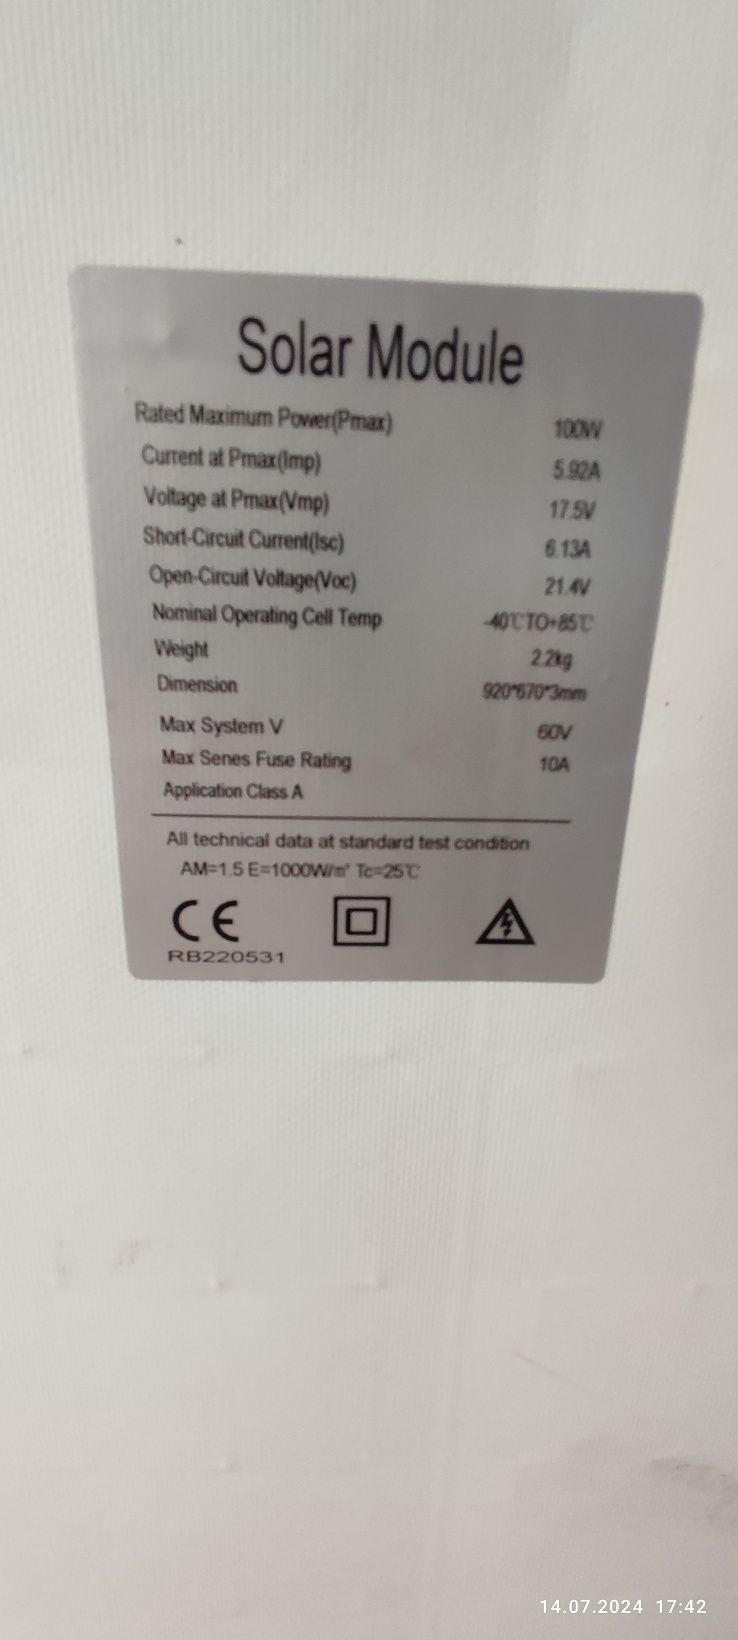 Solar Module
Rated Maximum Power(Pmax) 100W
Current at Pmax(Imp) 5.92A
Voltage at Pmax(Vmp) 17.5V
Short-Circuit Current(Isc) 6.13A
Open-Circuit Voltage(Voc) 21.4V
Nominal Operating Cell Temp -40℃TO+85℃
Weight 2.2kg
Dimension 920*670*3mm
Max System V 60V
Max Senes Fuse Rating 10A
Application Class A
All technical data at standard test condition
AM=1.5 E=1000W/m² Tc=25℃
CE
RB220531
14.07.2024 17:42